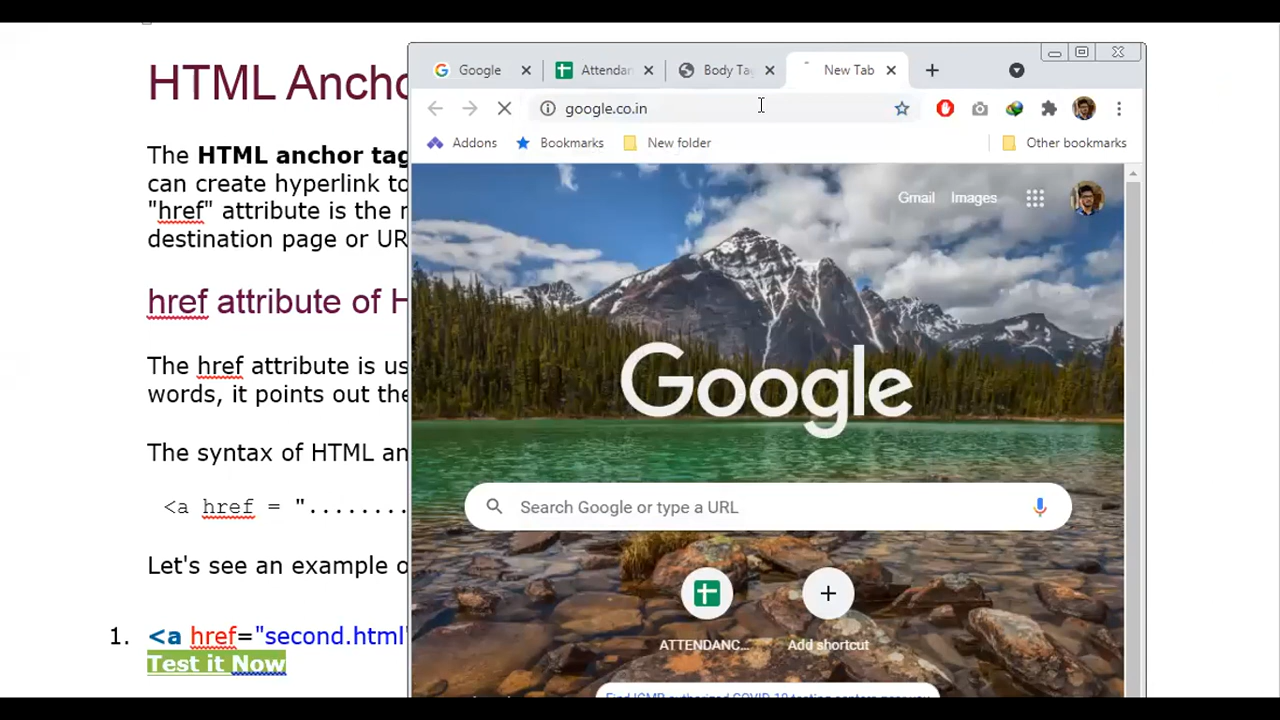 HTML Ancho
The HTML anchor tag
can create hyperlink to
"href" attribute is the
destination page or UR
href attribute of H
The href attribute is us
words, it points out the
The syntax of HTML an
<a href = "........
Let's see an example o
1. <a href="second.html"
Test it Now
Google
Attendan
Body Ta
New Tab
google.co.in
Addons
Bookmarks
New folder
Other bookmarks
Gmail Images
Google
Search Google or type a URL
ATTENDANC...
Add shortcut